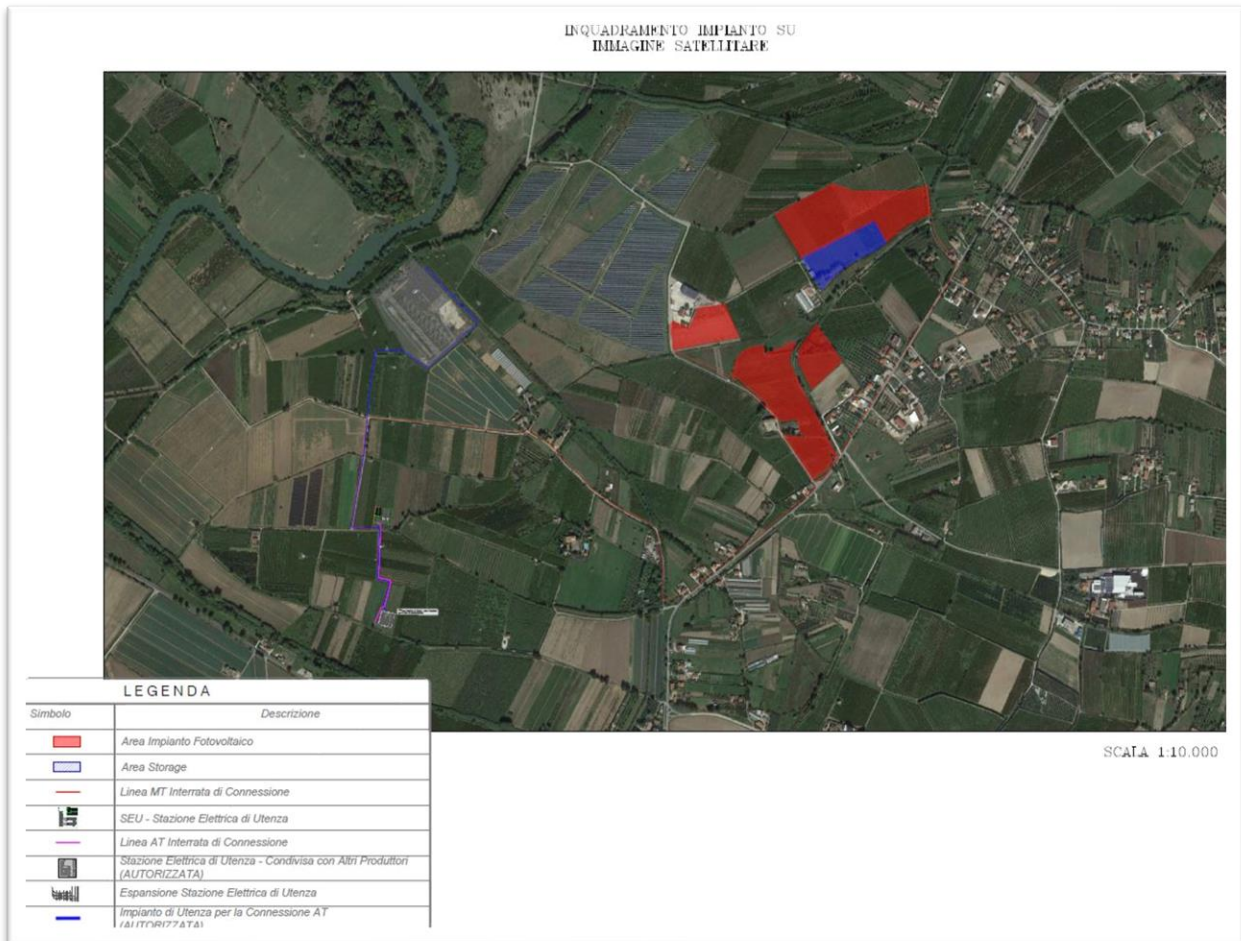 INQUADRAMENTO IMPIANTO SU
IMMAGINE SATELLITARE
LEGENDA
Simbolo Descrizione
Area Impianto Fotovoltaico
Area Storage
Linea MT Interrata di Connessione
SEU - Stazione Elettrica di Utenza
Linea AT Interrata di Connessione
Stazione Elettrica di Utenza - Condivisa con Altri Produttori
(AUTORIZZATA)
Espansione Stazione Elettrica di Utenza
Impianto di Utenza per la Connessione AT
(AUTORIZZATA)
SCALA 1:10.000